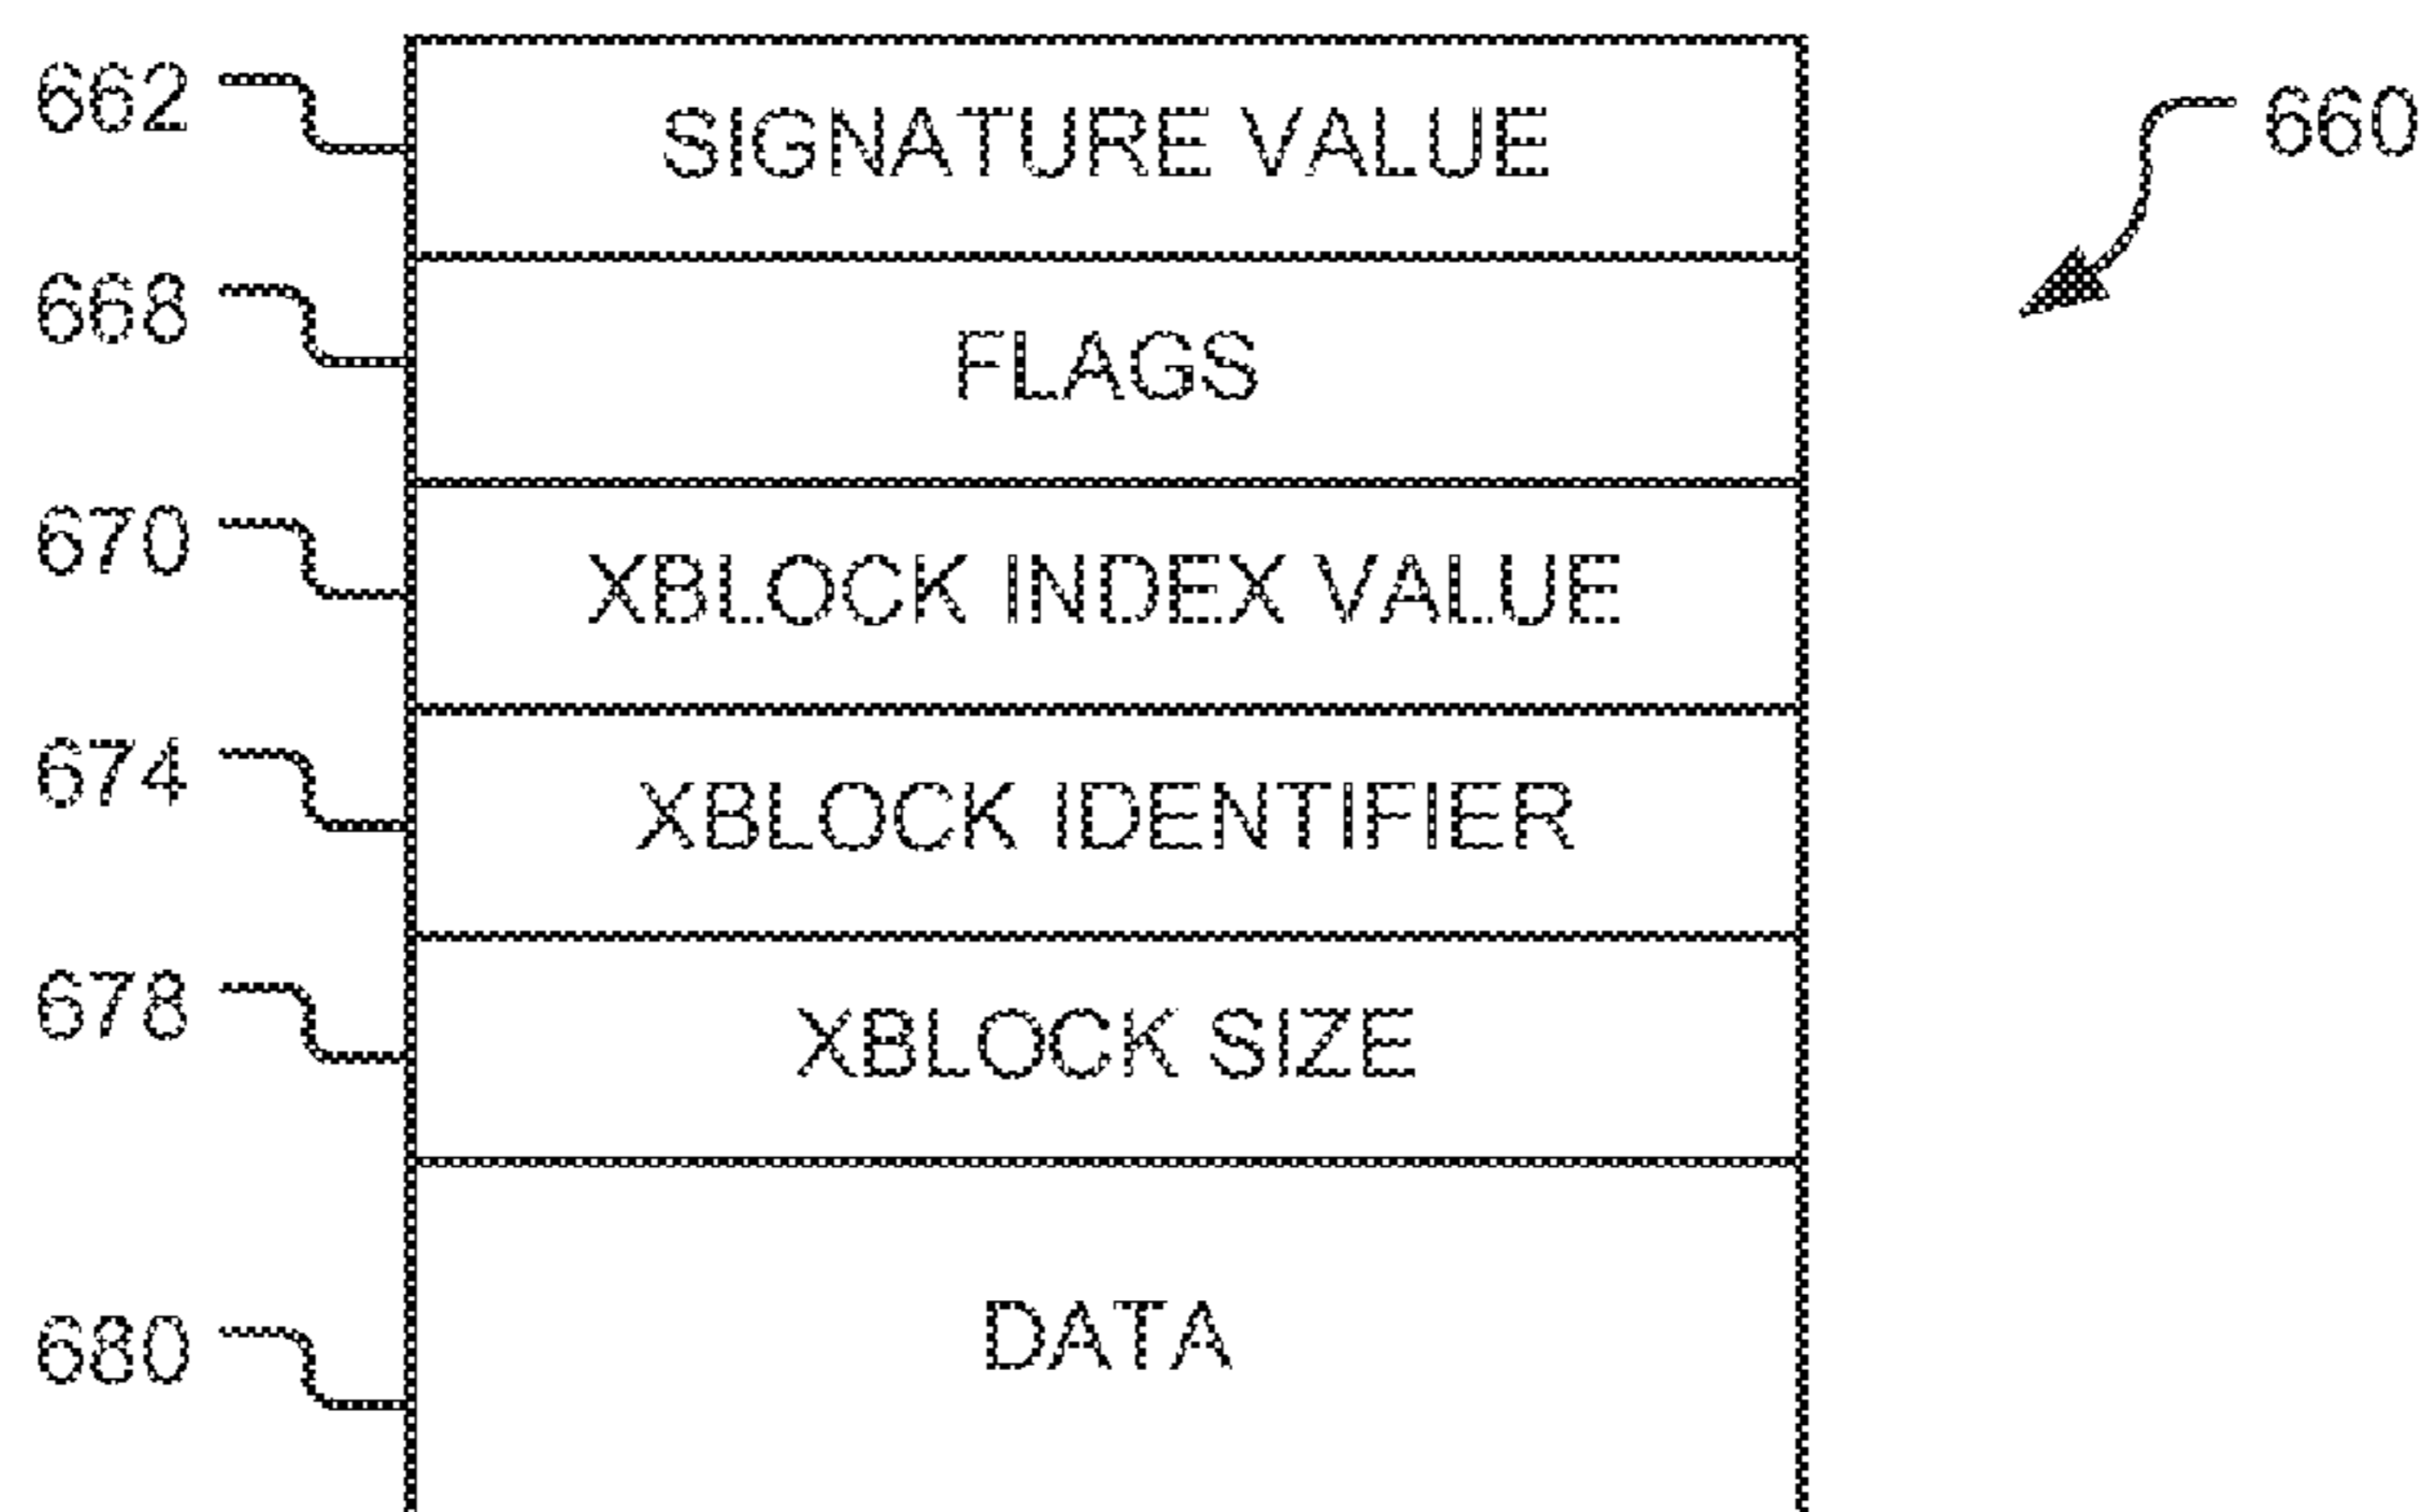 662 SIGNATURE VALUE 660
668 FLAGS
670 XBLOCK INDEX VALUE
674 XBLOCK IDENTIFIER
678 XBLOCK SIZE
680 DATA